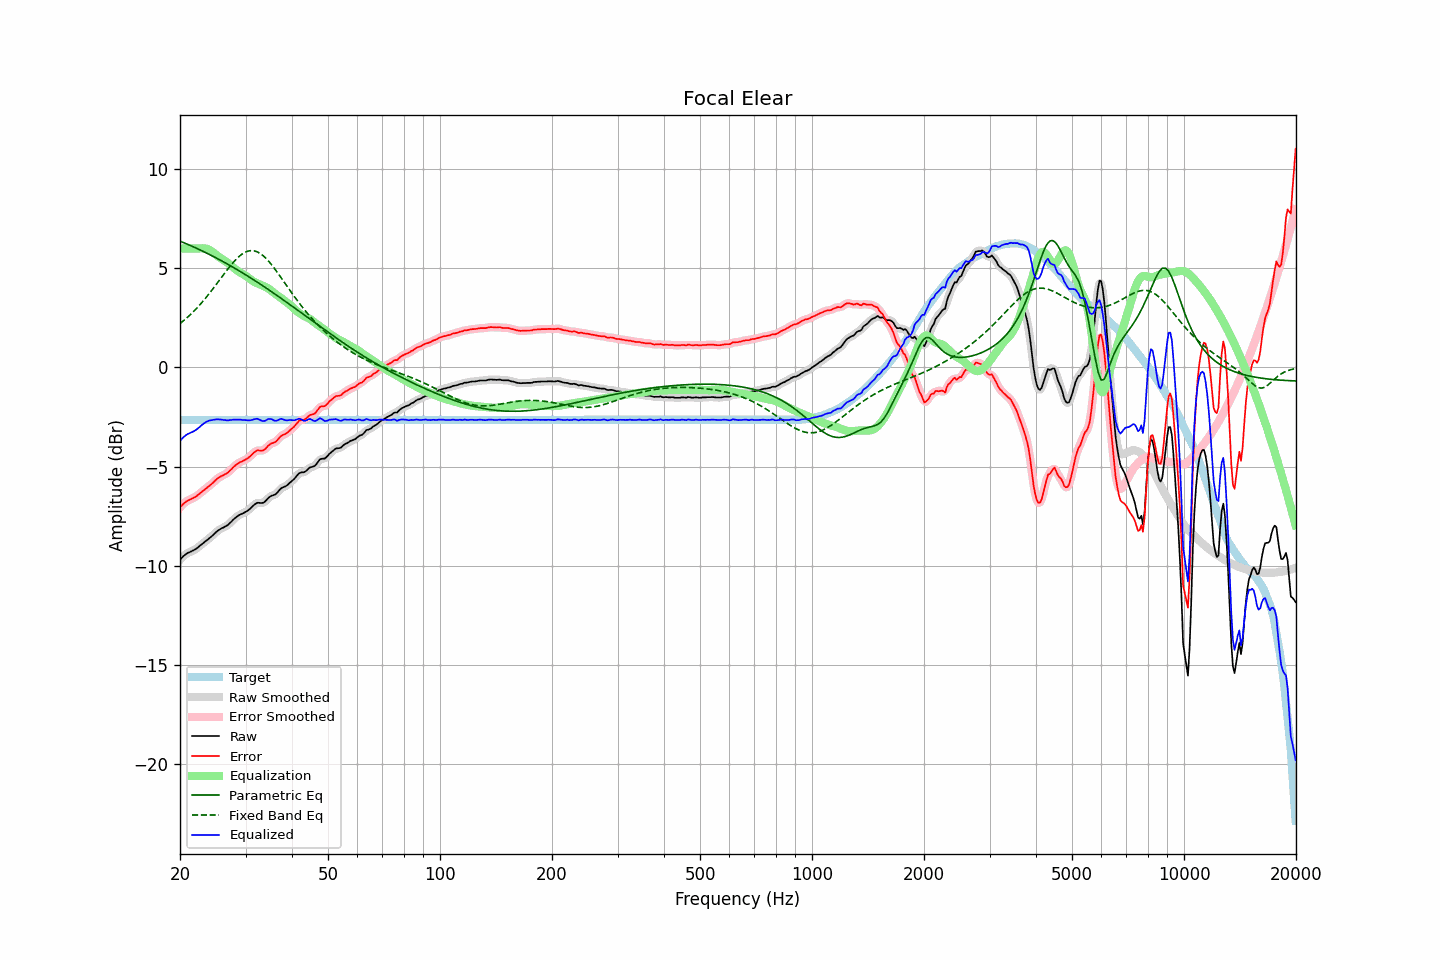 Focal Elear
Amplitude (dBr)
10
5
0
−5
−10
−15
−20
Target
Raw Smoothed
Error Smoothed
Raw
Error
Equalization
Parametric Eq
Fixed Band Eq
Equalized
20 50 100 200 500 1000 2000 5000 10000 20000
Frequency (Hz)